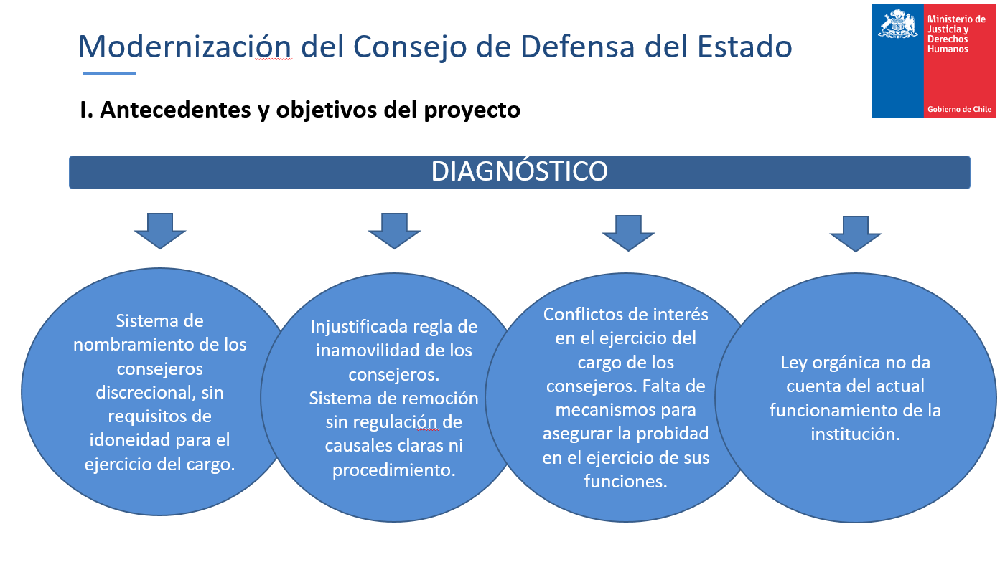 Modernización del Consejo de Defensa del Estado
Ministerio de
Justicia y
Derechos
Humanos
Gobierno de Chile
I. Antecedentes y objetivos del proyecto
DIAGNÓSTICO
Sistema de
nombramiento de los
consejeros
discrecional, sin
requisitos de
idoneidad para el
ejercicio del cargo.
Injustificada regla de
inamovilidad de los
consejeros.
Sistema de remoción
sin regulación de
causales claras ni
procedimiento.
Conflictos de interés
en el ejercicio del
cargo de los
consejeros. Falta de
mecanismos para
asegurar la probidad
en el ejercicio de sus
funciones.
Ley orgánica no da
cuenta del actual
funcionamiento de la
institución.